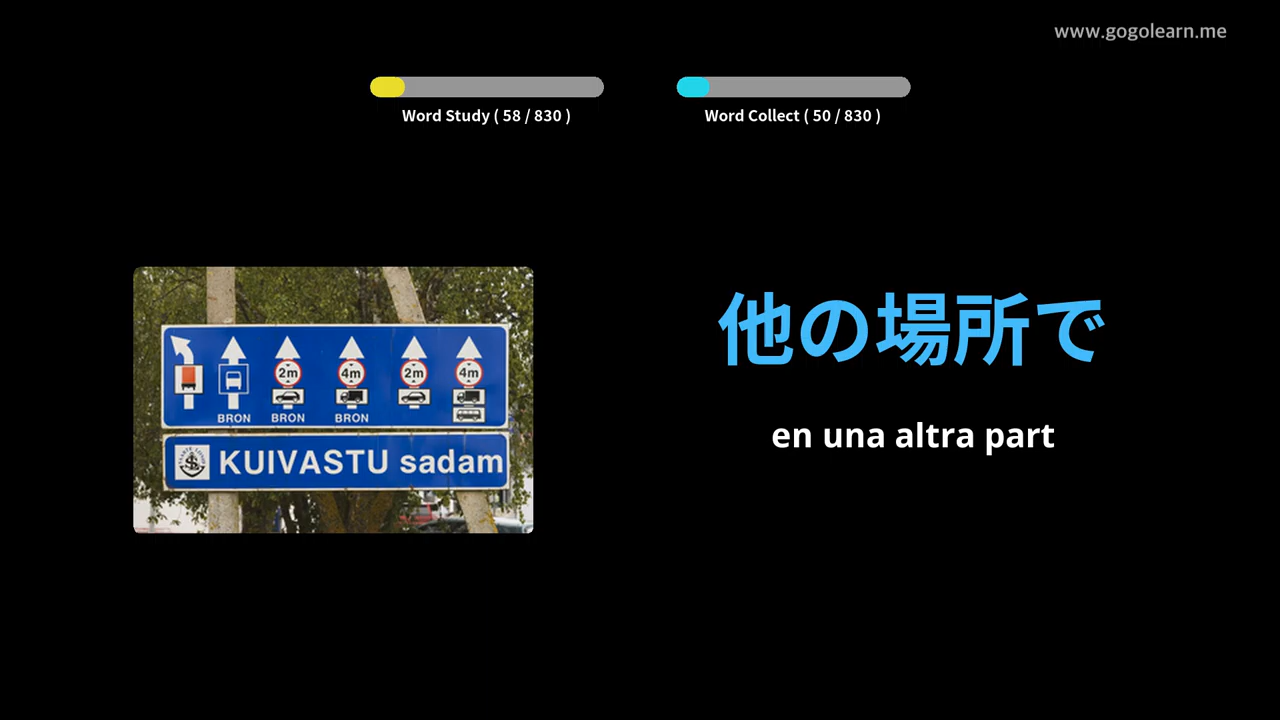 www.gogolearn.me
Word Study ( 58 / 830 )
Word Collect ( 50 / 830 )
2m 4m 2m 4m
BRON BRON BRON
KUIVASTU sadam
他の場所で
en una altra part